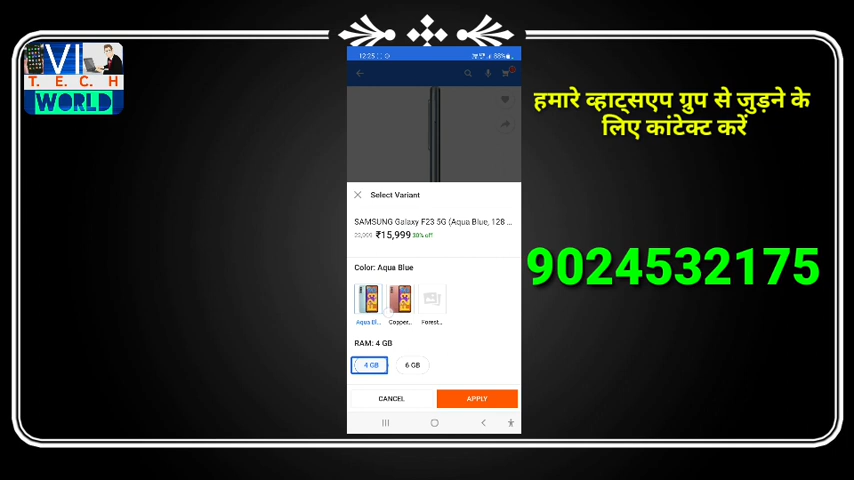 VI
T. E. C. H
WORLD
12:25
88%
हमारे व्हाट्सएप ग्रुप से जुड़ने के
लिए कांटेक्ट करें
9024532175
Select Variant
SAMSUNG Galaxy F23 5G (Aqua Blue, 128 ...
₹15,999 30% off
Color: Aqua Blue
Aqua Bl... Copper... Forest...
RAM: 4 GB
4 GB 6 GB
CANCEL APPLY